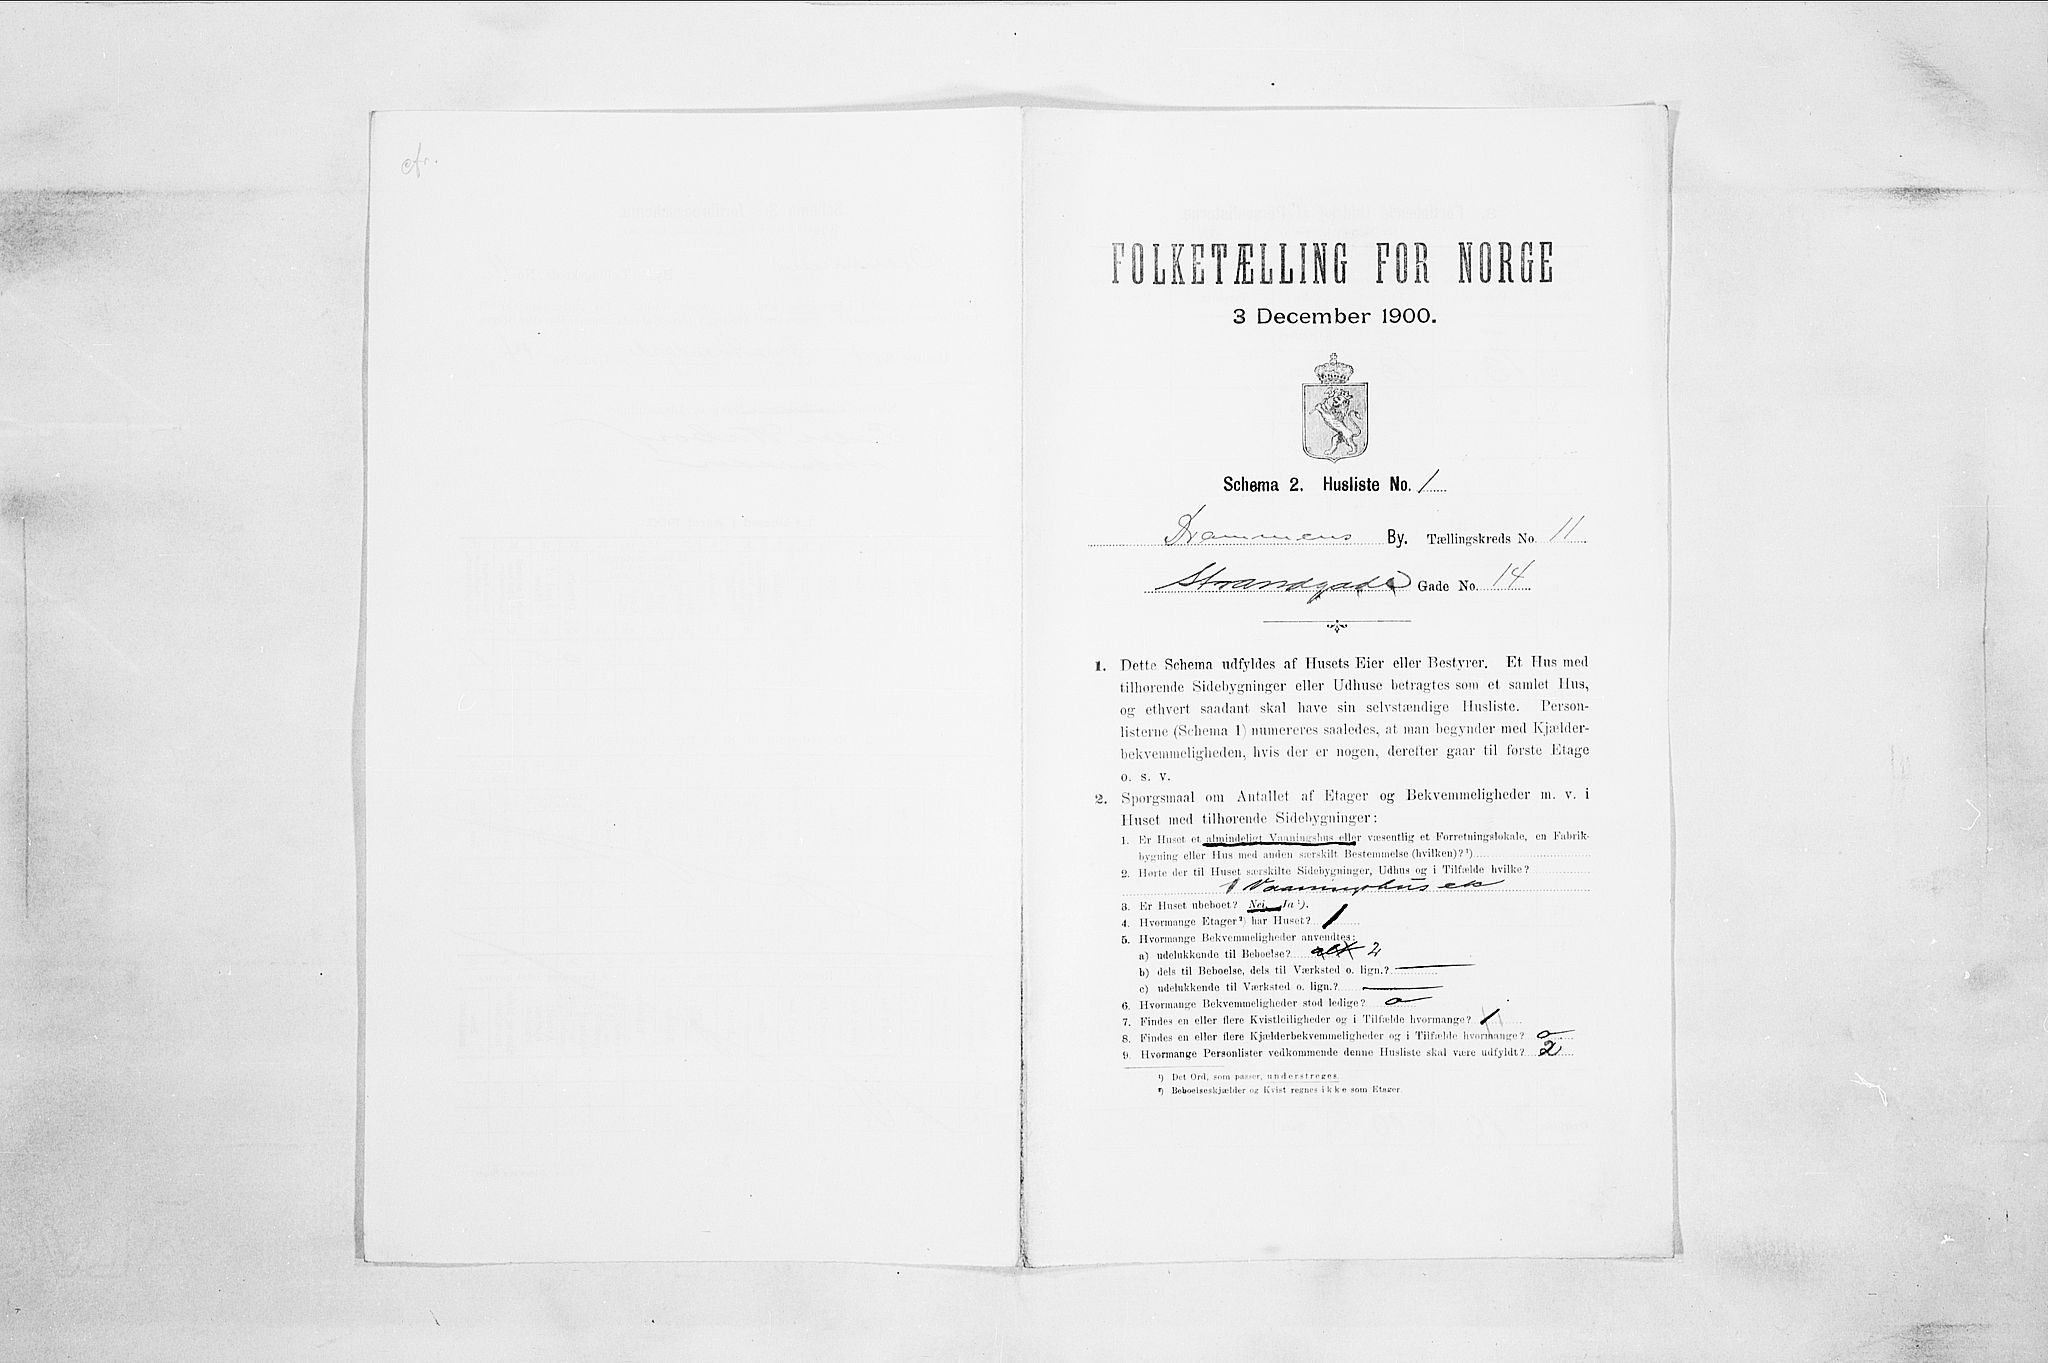 cfr.
FOLKETÆLLING FOR NORGE
3 December 1900.
Schema 2. Husliste No. 1
Drammens By. Tællingskreds No. 11
Strandgade Gade No. 14
1. Dette Schema udfyldes af Husets Eier eller Bestyrer. Et Hus med
tilhørende Sidebygninger eller Udhuse betragtes som et samlet Hus,
og ethvert saadant skal have sin selvstændige Husliste. Person-
listerne (Schema 1) numereres saaledes, at man begynder med Kjælder-
bekvemmeligheden, hvis der er nogen, derefter gaar til første Etage
o. s. v.
2. Spørgsmaal om Antallet af Etager og Bekvemmeligheder m. v. i
Huset med tilhørende Sidebygninger:
1. Er Huset et almindeligt Vaaningshus eller væsentlig et Forretningslokale, en Fabrik-
bygning eller Hus med anden særskilt Bestemmelse (hvilken)? ¹)
2. Hørte der til Huset særskilte Sidebygninger, Udhus og i Tilfælde hvilke?
Vaaningshus
3. Er Huset ubeboet? Nei. Ja ¹).
4. Hvormange Etager ²) har Huset? 1
5. Hvormange Bekvemmeligheder anvendtes:
a) udelukkende til Beboelse? alt 2
b) dels til Beboelse, dels til Værksted o. lign.? —
c) udelukkende til Værksted o. lign.? —
6. Hvormange Bekvemmeligheder stod ledige? o
7. Findes en eller flere Kvistleiligheder og i Tilfælde hvormange? 1
8. Findes en eller flere Kjælderbekvemmeligheder og i Tilfælde hvormange? o
9. Hvormange Personlister vedkommende denne Husliste skal være udfyldt? 2
¹) Det Ord, som passer, understreges.
²) Beboelseskjælder og Kvist regnes ikke som Etager.